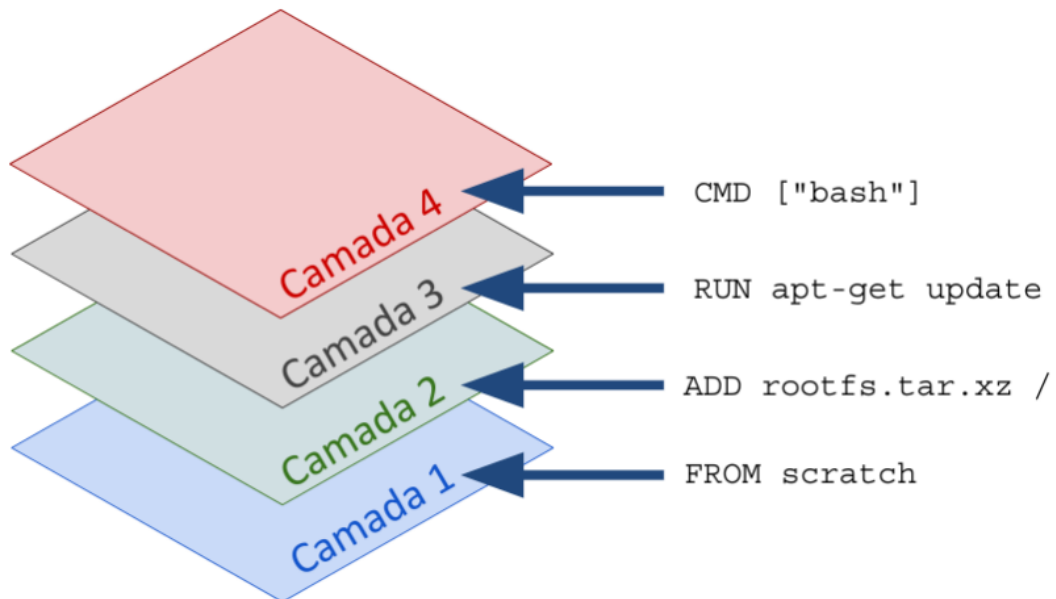 Camada 4
CMD ["bash"]
Camada 3
RUN apt-get update
Camada 2
ADD rootfs.tar.xz /
Camada 1
FROM scratch